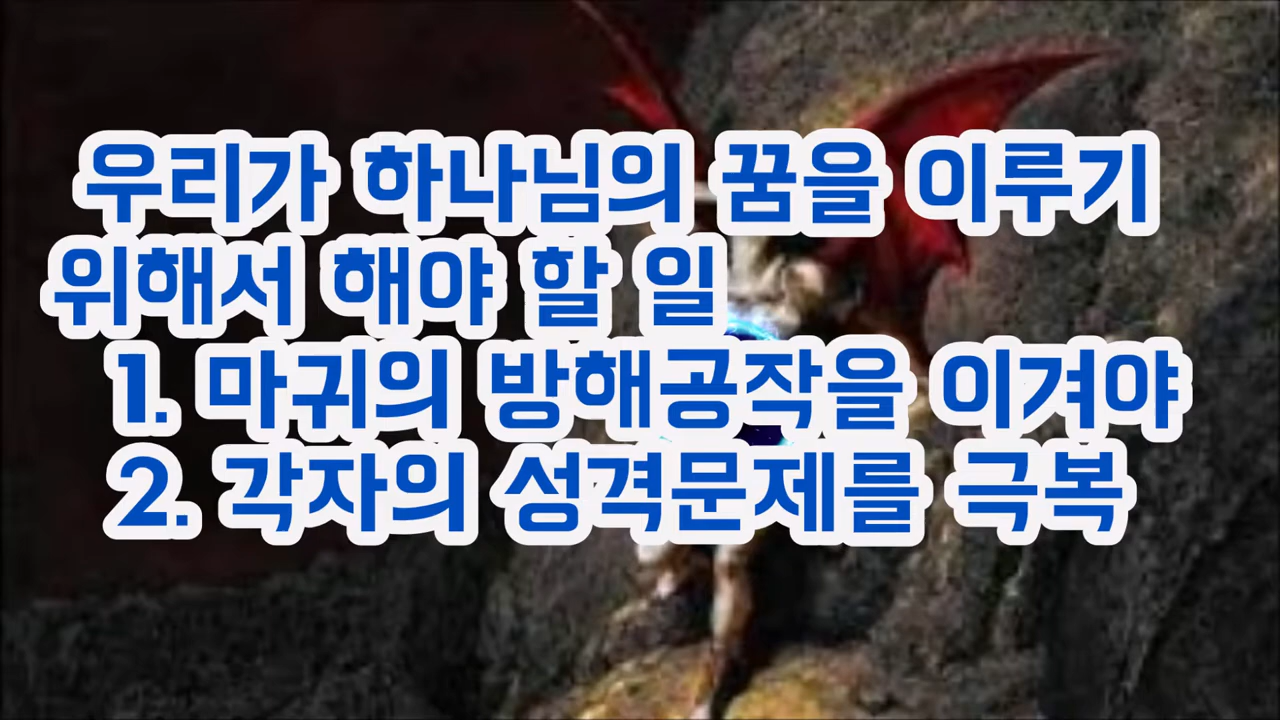 우리가 하나님의 꿈을 이루기
위해서 해야 할 일
1. 마귀의 방해공작을 이겨야
2. 각자의 성격문제를 극복